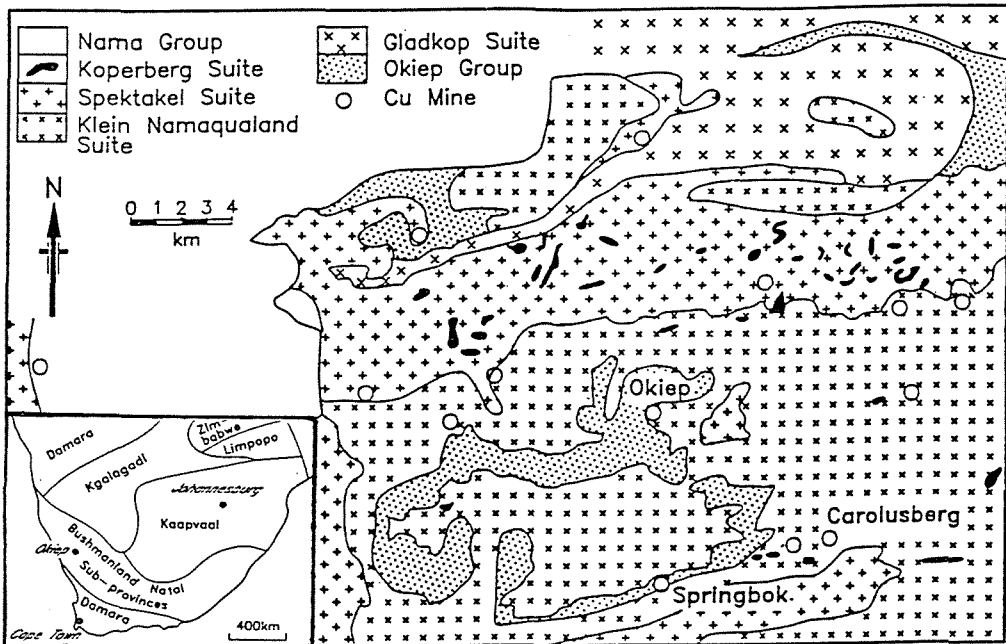 Nama Group
Koperberg Suite
Spektakel Suite
Klein Namaqualand
Suite
Gladkop Suite
Okiep Group
Cu Mine
N
0 1 2 3 4
km
Okiep
Carolusberg
Springbok
Damara
Kgalagadi
Zim-
babwe
Limpopo
Johannesburg
Kaapvaal
Bushmanland
Natal
Okiep
Sub-provinces
Damara
Cape Town
400km